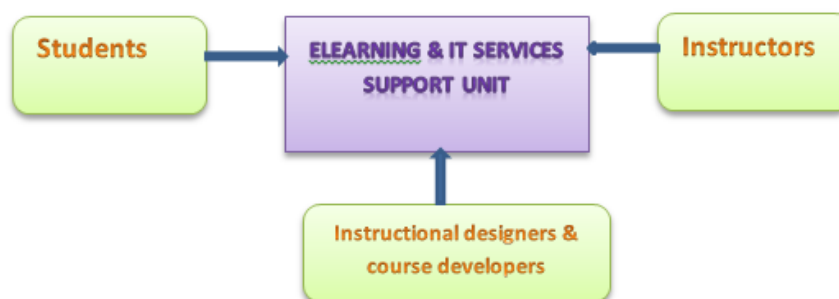 Students
ELEARNING & IT SERVICES
SUPPORT UNIT
Instructors
Instructional designers &
course developers